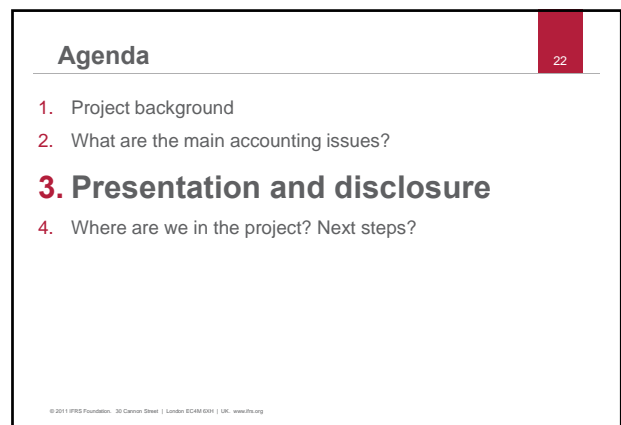 Agenda
22
1. Project background
2. What are the main accounting issues?
3. Presentation and disclosure
4. Where are we in the project? Next steps?
© 2011 IFRS Foundation. 30 Cannon Street | London EC4M 6XH | UK. www.ifrs.org